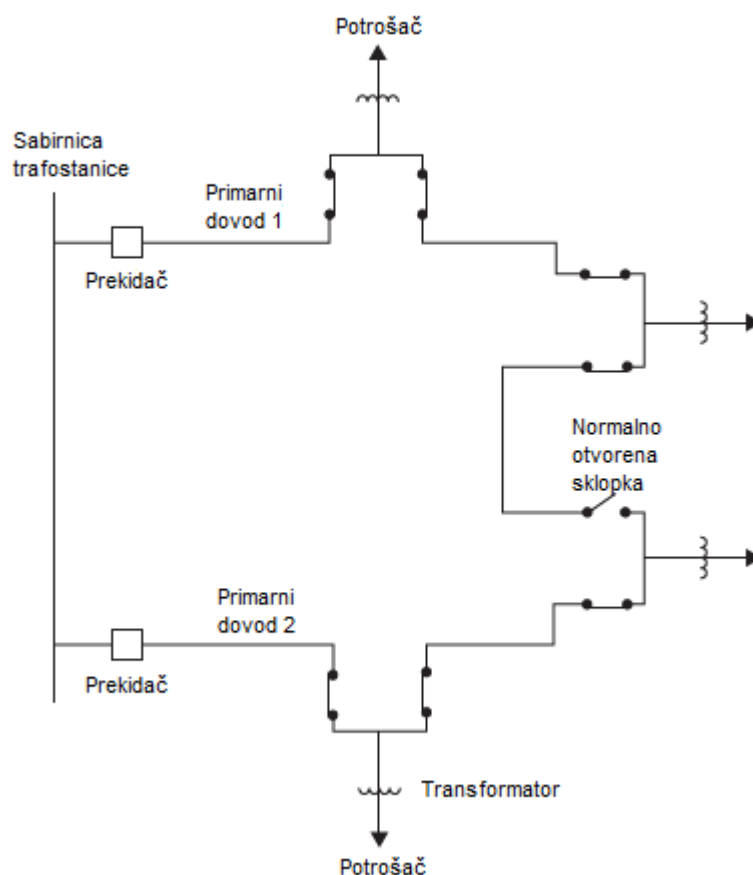 Potrošač
Sabirnica
trafostanice
Primarni
dovod 1
Prekidač
Normalno
otvorena
sklopka
Primarni
dovod 2
Prekidač
Transformator
Potrošač